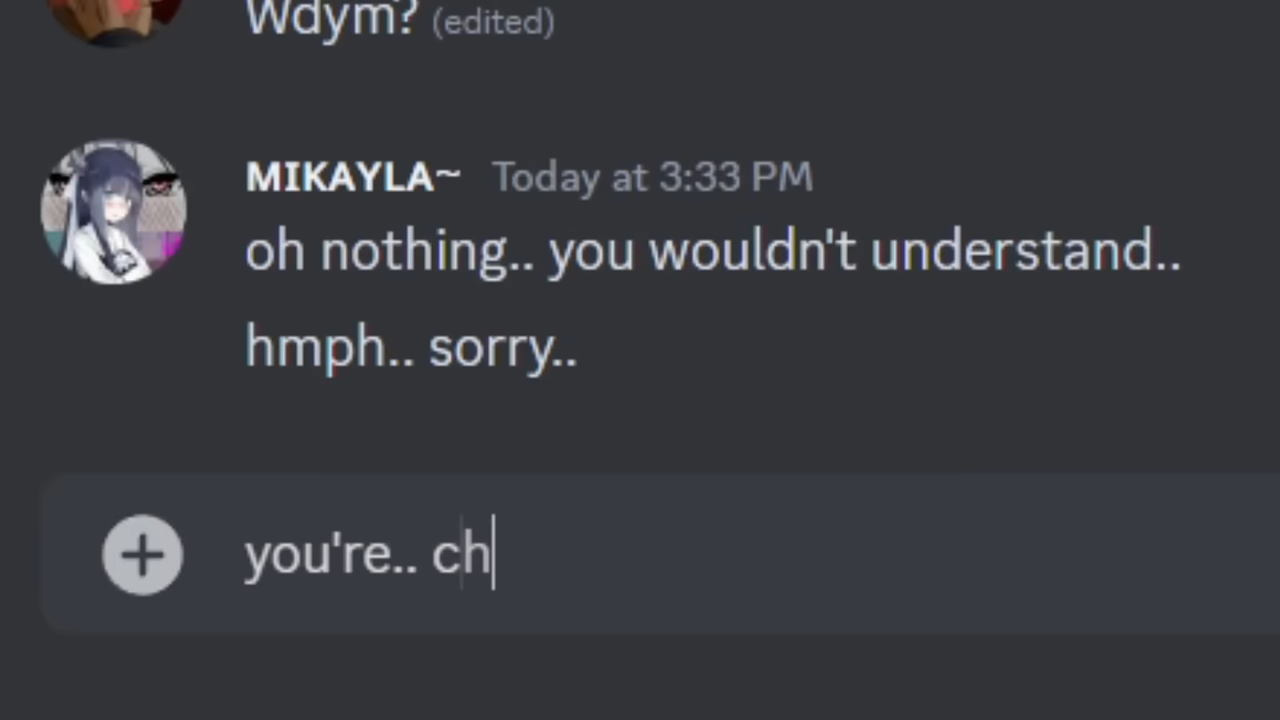 Wdym? (edited)
MIKAYLA~ Today at 3:33 PM
oh nothing.. you wouldn't understand..
hmph.. sorry..
you're.. ch